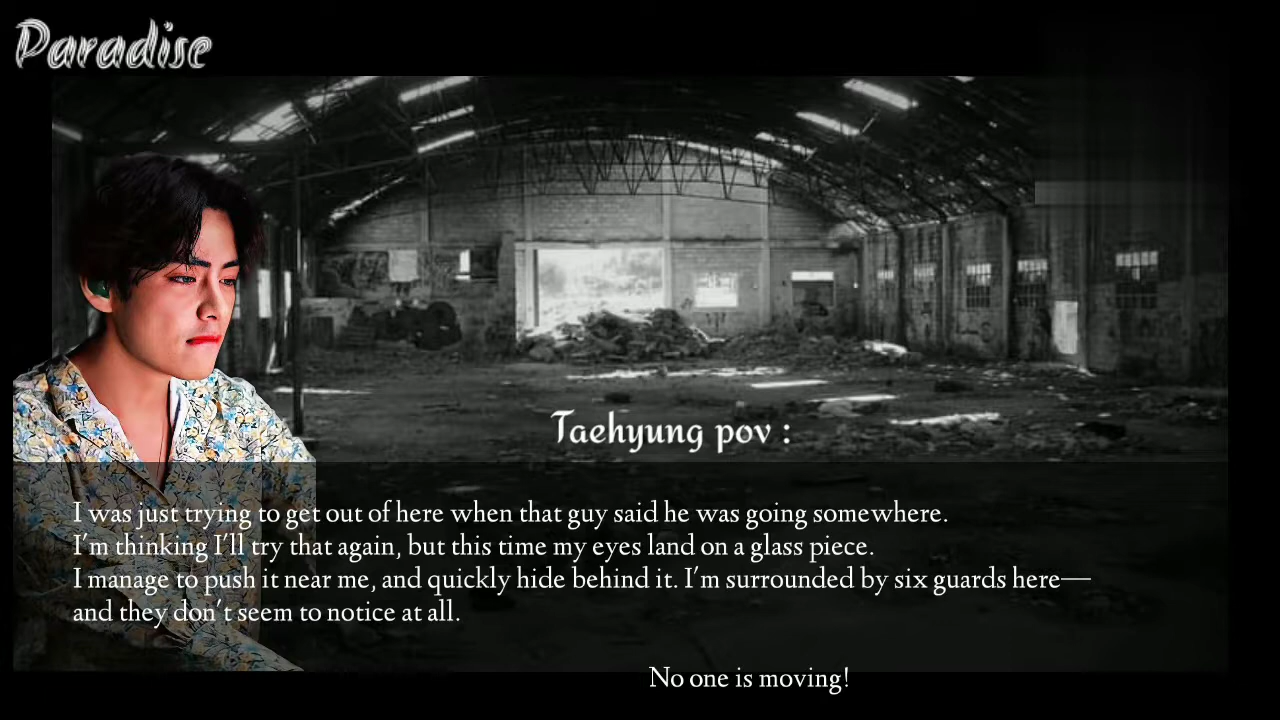 Paradise
Taehyung pov :
I was just trying to get out of here when that guy said he was going somewhere.
I'm thinking I'll try that again, but this time my eyes land on a glass piece.
I manage to push it near me, and quickly hide behind it. I'm surrounded by six guards here—
and they don't seem to notice at all.
No one is moving!